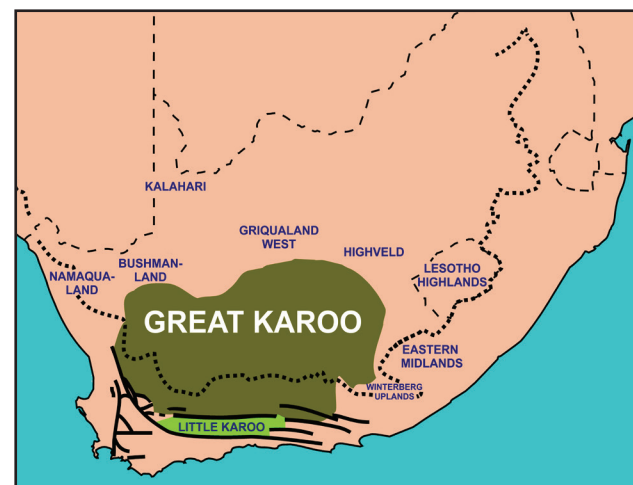 KALAHARI
GRIQUALAND
WEST
HIGHVELD
BUSHMAN-
LAND
NAMAQUA-
LAND
LESOTHO
HIGHLANDS
GREAT KAROO
EASTERN
MIDLANDS
WINTERBERG
UPLANDS
LITTLE KAROO